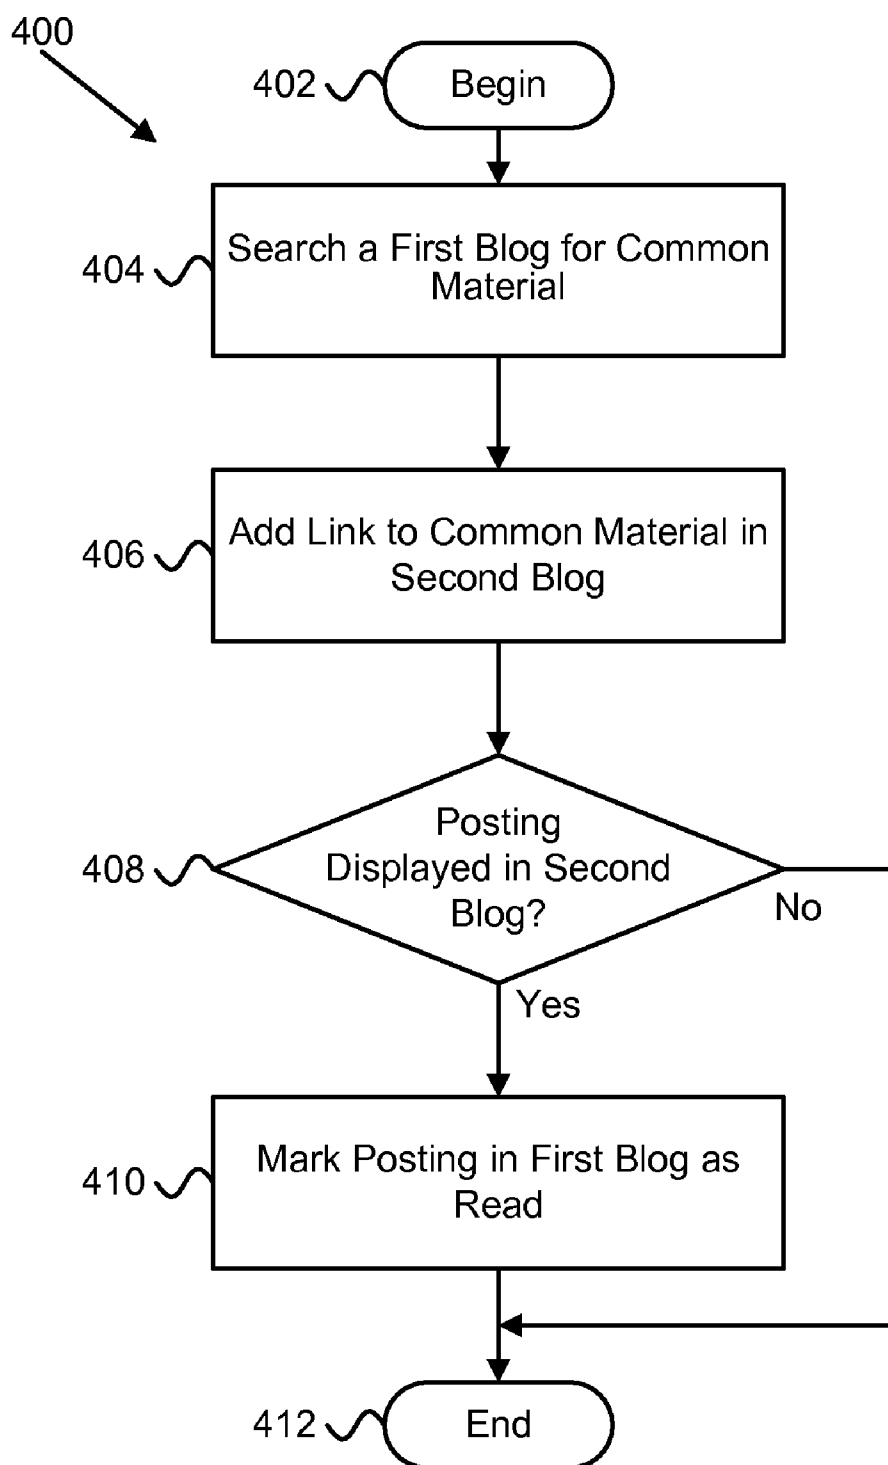 400
402
Begin
404
Search a First Blog for Common
Material
406
Add Link to Common Material in
Second Blog
408
Posting
Displayed in Second
Blog?
No
Yes
410
Mark Posting in First Blog as
Read
412
End